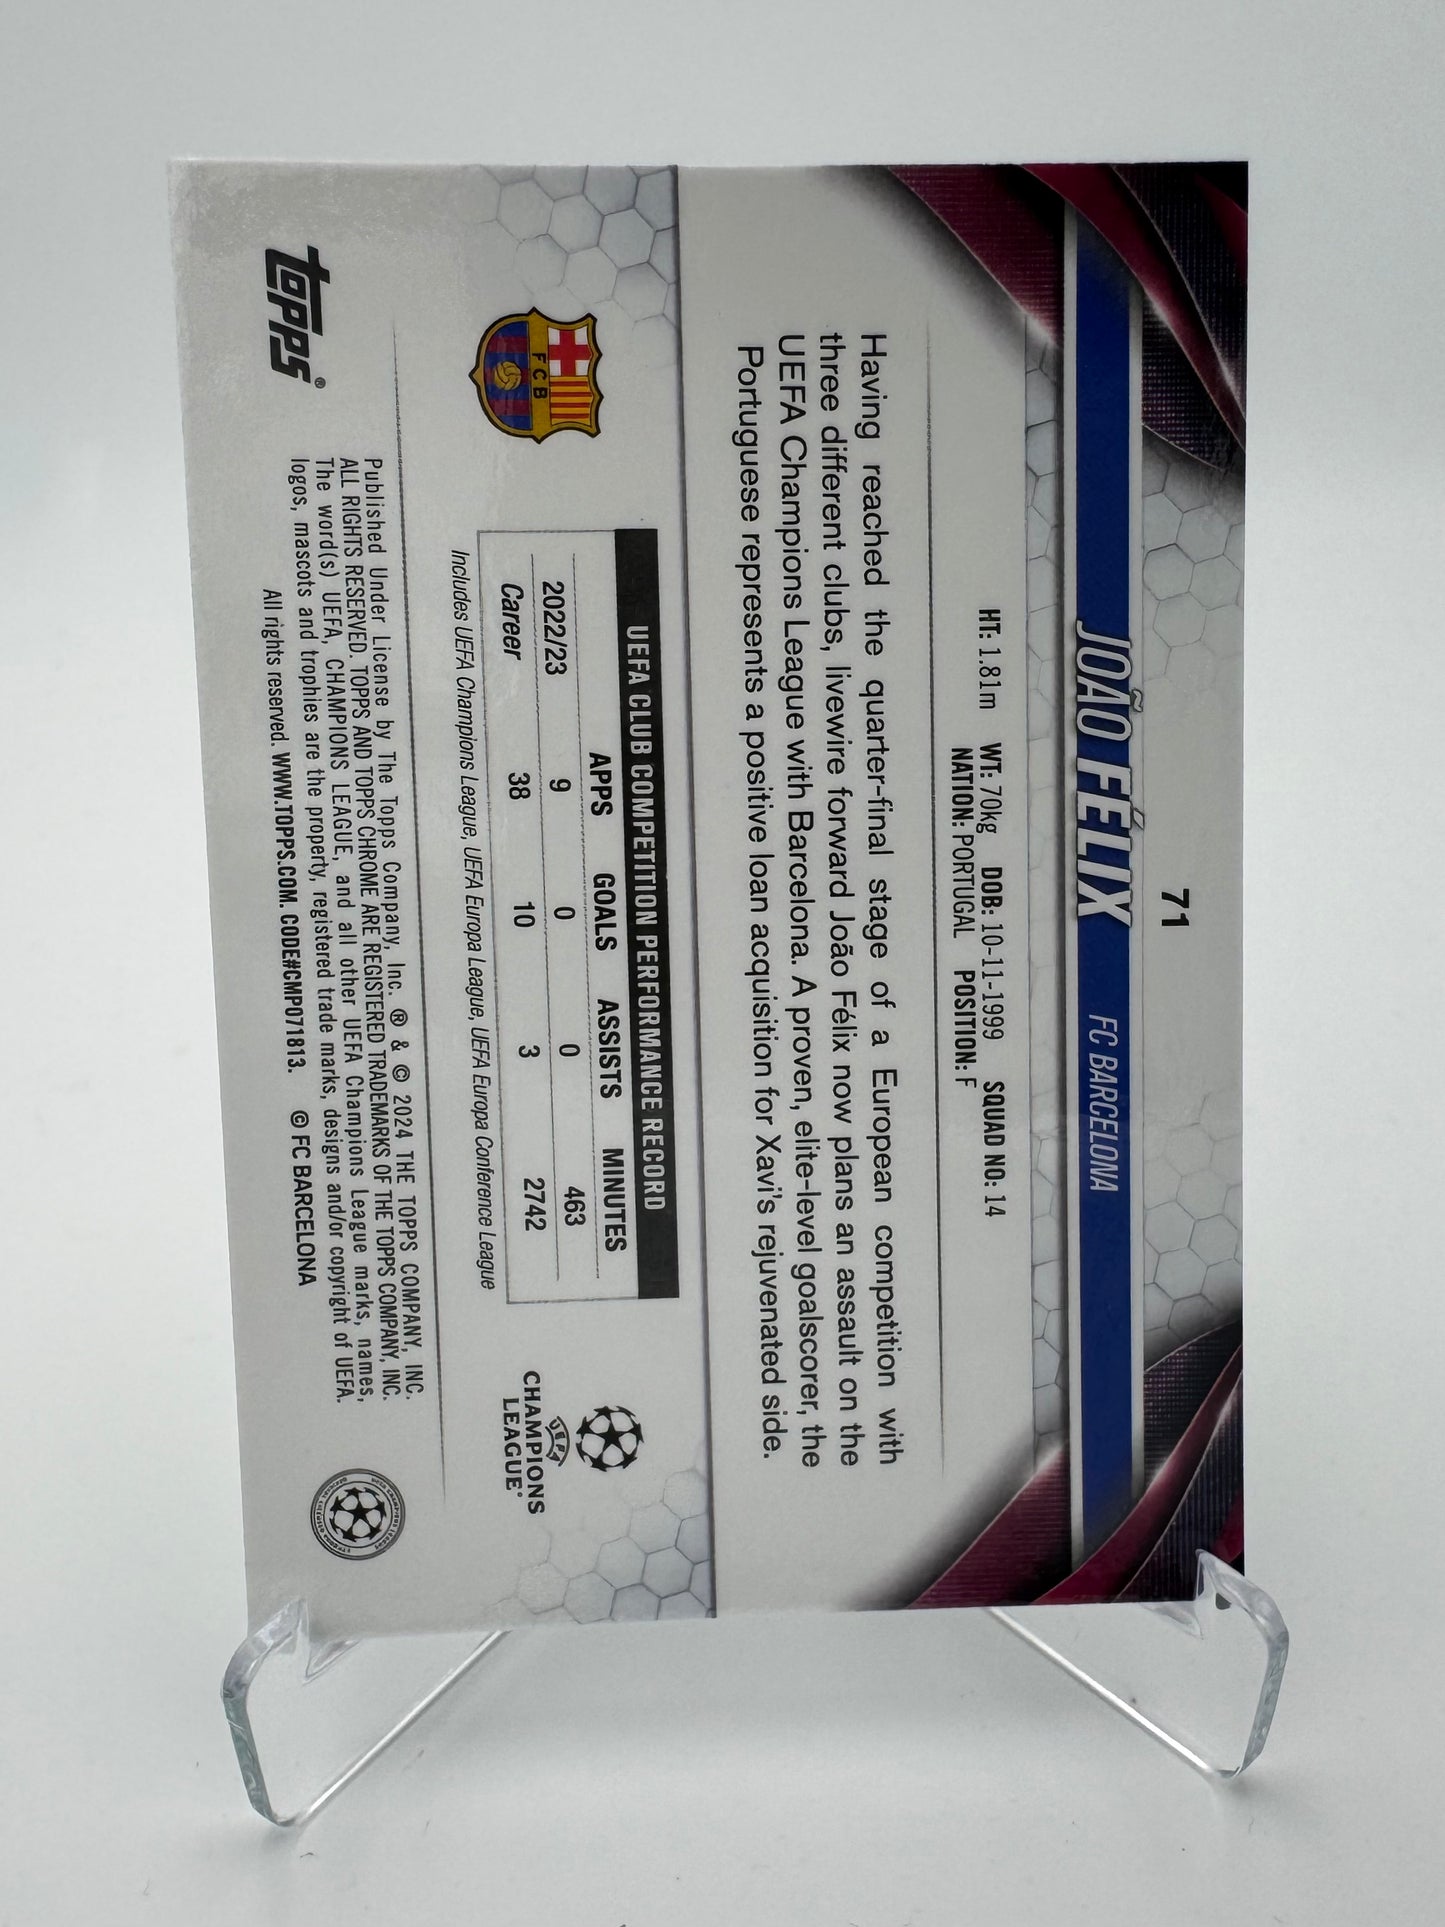 71
JOÃO FÉLIX FC BARCELONA
HT: 1.81m WT: 70kg DOB: 10-11-1999 SQUAD NO: 14
NATION: PORTUGAL POSITION: F
Having reached the quarter-final stage of a European competition with
three different clubs, livewire forward João Félix now plans an assault on the
UEFA Champions League with Barcelona. A proven, elite-level goalscorer, the
Portuguese represents a positive loan acquisition for Xavi's rejuvenated side.
UEFA CLUB COMPETITION PERFORMANCE RECORD
APPS GOALS ASSISTS MINUTES
2022/23 9 0 0 463
Career 38 10 3 2742
Includes UEFA Champions League, UEFA Europa League, UEFA Europa Conference League
FCB
UEFA
CHAMPIONS
LEAGUE®
topps®
Published Under License by The Topps Company, Inc. ® & © 2024 THE TOPPS COMPANY, INC.
ALL RIGHTS RESERVED. TOPPS AND TOPPS CHROME ARE REGISTERED TRADEMARKS OF THE TOPPS COMPANY, INC.
The word(s) UEFA, CHAMPIONS LEAGUE, and all other UEFA Champions League marks, names,
logos, mascots and trophies are the property, registered trade marks, designs and/or copyright of UEFA.
All rights reserved. WWW.TOPPS.COM. CODE#CMP071813. © FC BARCELONA